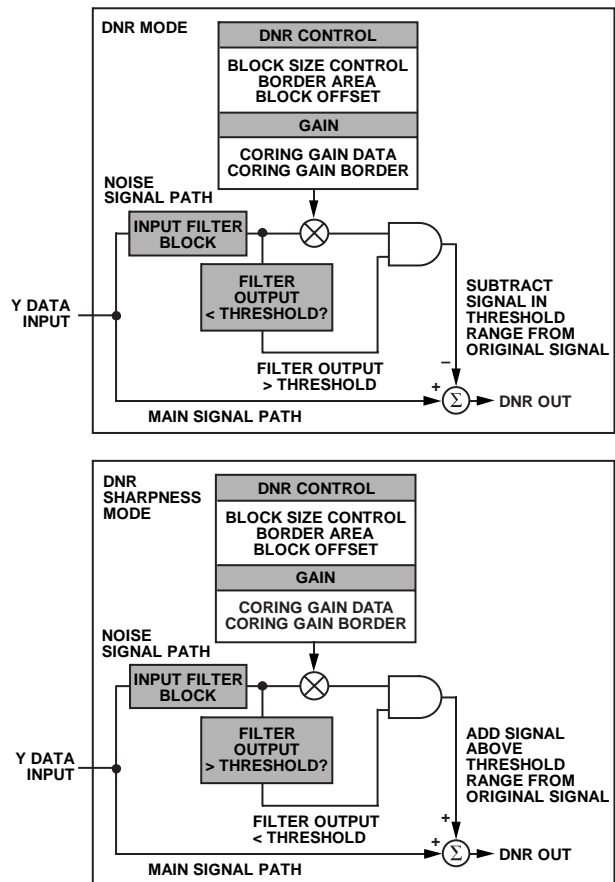 DNR MODE
DNR CONTROL
BLOCK SIZE CONTROL
BORDER AREA
BLOCK OFFSET
GAIN
CORING GAIN DATA
CORING GAIN BORDER
NOISE
SIGNAL PATH
INPUT FILTER
BLOCK
FILTER
OUTPUT
< THRESHOLD?
Y DATA
INPUT
SUBTRACT
SIGNAL IN
THRESHOLD
RANGE FROM
ORIGINAL SIGNAL
FILTER OUTPUT
> THRESHOLD
–
+
Σ
DNR OUT
MAIN SIGNAL PATH
DNR
SHARPNESS
MODE
DNR CONTROL
BLOCK SIZE CONTROL
BORDER AREA
BLOCK OFFSET
GAIN
CORING GAIN DATA
CORING GAIN BORDER
NOISE
SIGNAL PATH
INPUT FILTER
BLOCK
FILTER
OUTPUT
> THRESHOLD?
Y DATA
INPUT
ADD SIGNAL
ABOVE
THRESHOLD
RANGE FROM
ORIGINAL SIGNAL
FILTER OUTPUT
< THRESHOLD
+
+
Σ
DNR OUT
MAIN SIGNAL PATH